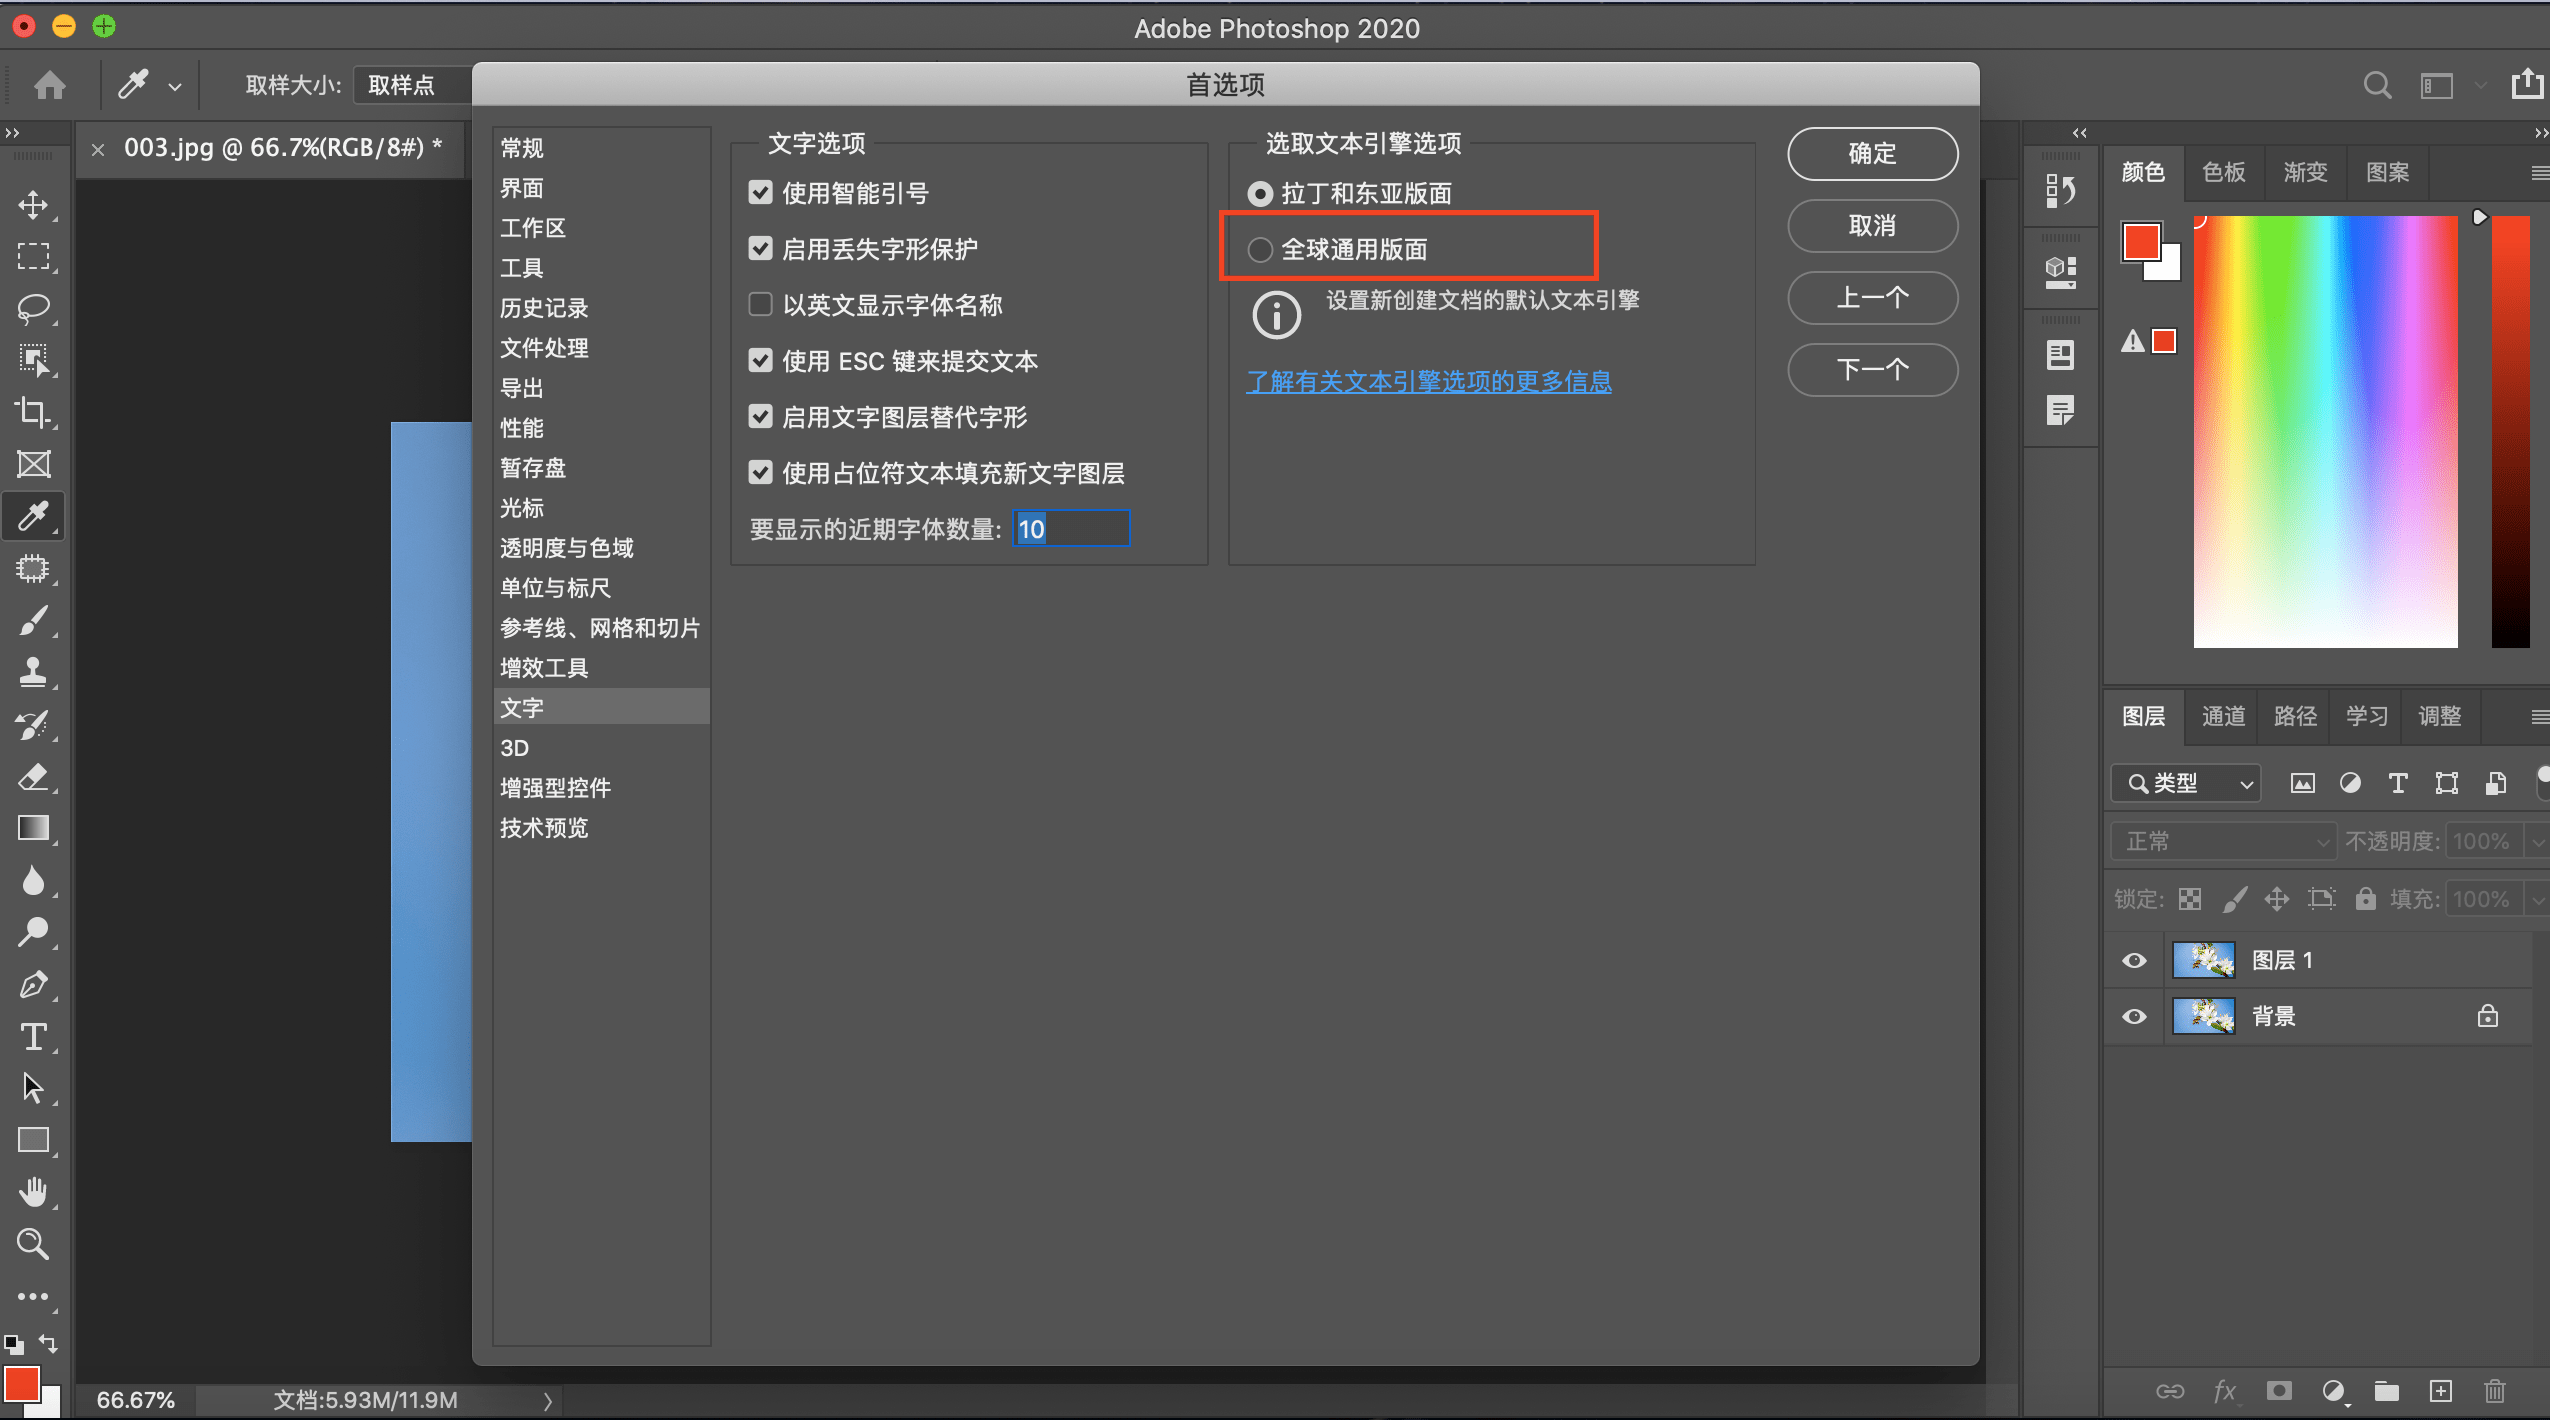 Adobe Photoshop 2020
取样大小: 取样点
003.jpg @ 66.7%(RGB/8#) *
首选项
常规
界面
工作区
工具
历史记录
文件处理
导出
性能
暂存盘
光标
透明度与色域
单位与标尺
参考线、网格和切片
增效工具
文字
3D
增强型控件
技术预览
文字选项
使用智能引号
启用丢失字形保护
以英文显示字体名称
使用 ESC 键来提交文本
启用文字图层替代字形
使用占位符文本填充新文字图层
要显示的近期字体数量: 10
选取文本引擎选项
拉丁和东亚版面
全球通用版面
设置新创建文档的默认文本引擎
了解有关文本引擎选项的更多信息
确定
取消
上一个
下一个
颜色 色板 渐变 图案
图层 通道 路径 学习 调整
类型
正常 不透明度: 100%
锁定: 填充: 100%
图层 1
背景
fx
66.67% 文档:5.93M/11.9M